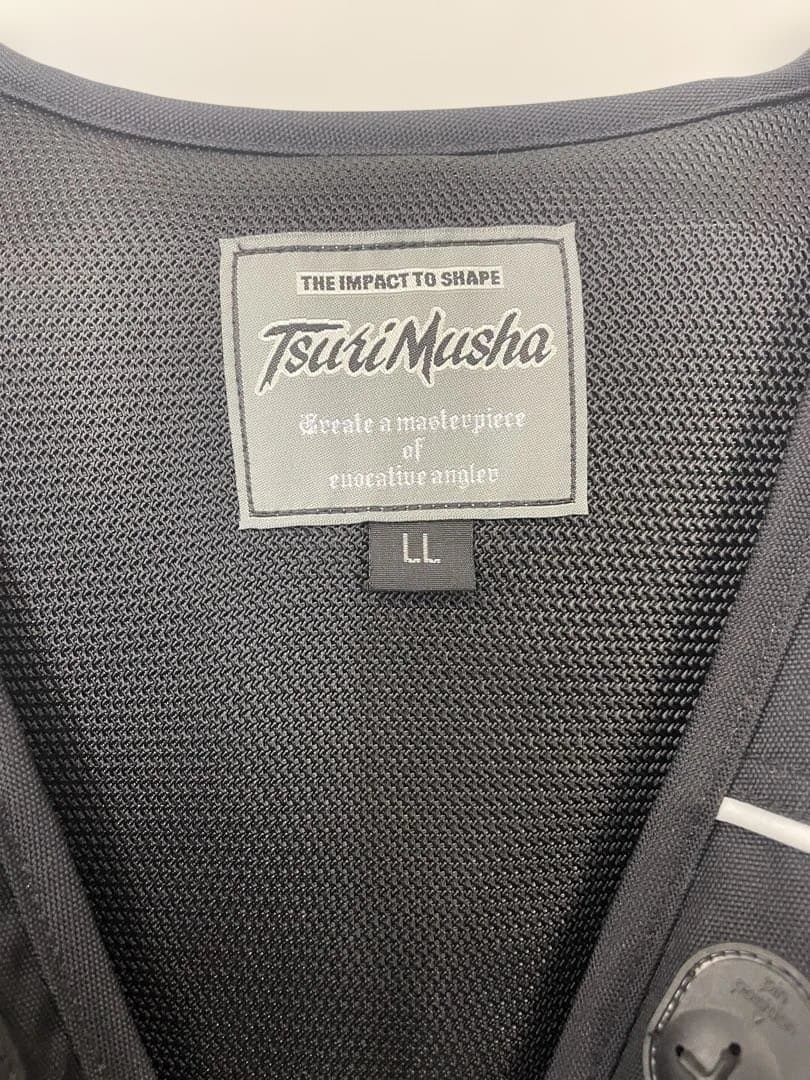 THE IMPACT TO SHAPE
TsuriMusha
Create a masterpiece
of
evocative angler
LL